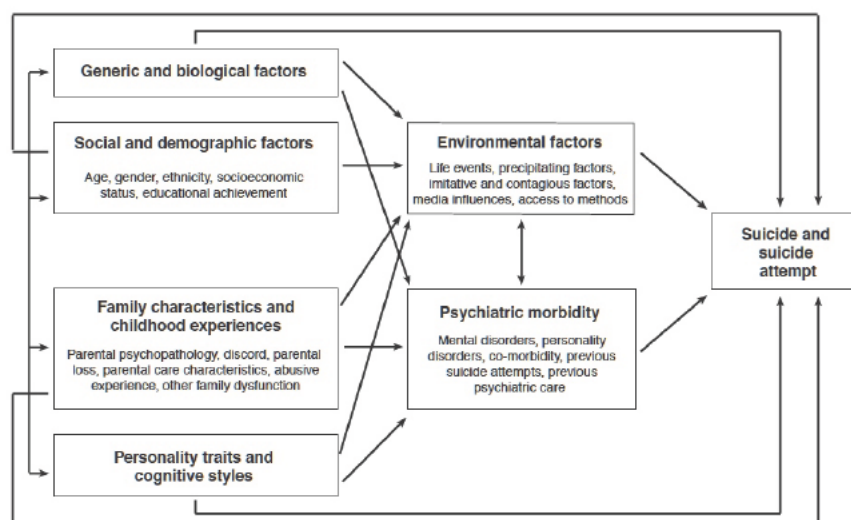 Generic and biological factors
Social and demographic factors
Age, gender, ethnicity, socioeconomic
status, educational achievement
Family characteristics and
childhood experiences
Parental psychopathology, discord, parental
loss, parental care characteristics, abusive
experience, other family dysfunction
Personality traits and
cognitive styles
Environmental factors
Life events, precipitating factors,
imitative and contagious factors,
media influences, access to methods
Psychiatric morbidity
Mental disorders, personality
disorders, co-morbidity, previous
suicide attempts, previous
psychiatric care
Suicide and
suicide
attempt